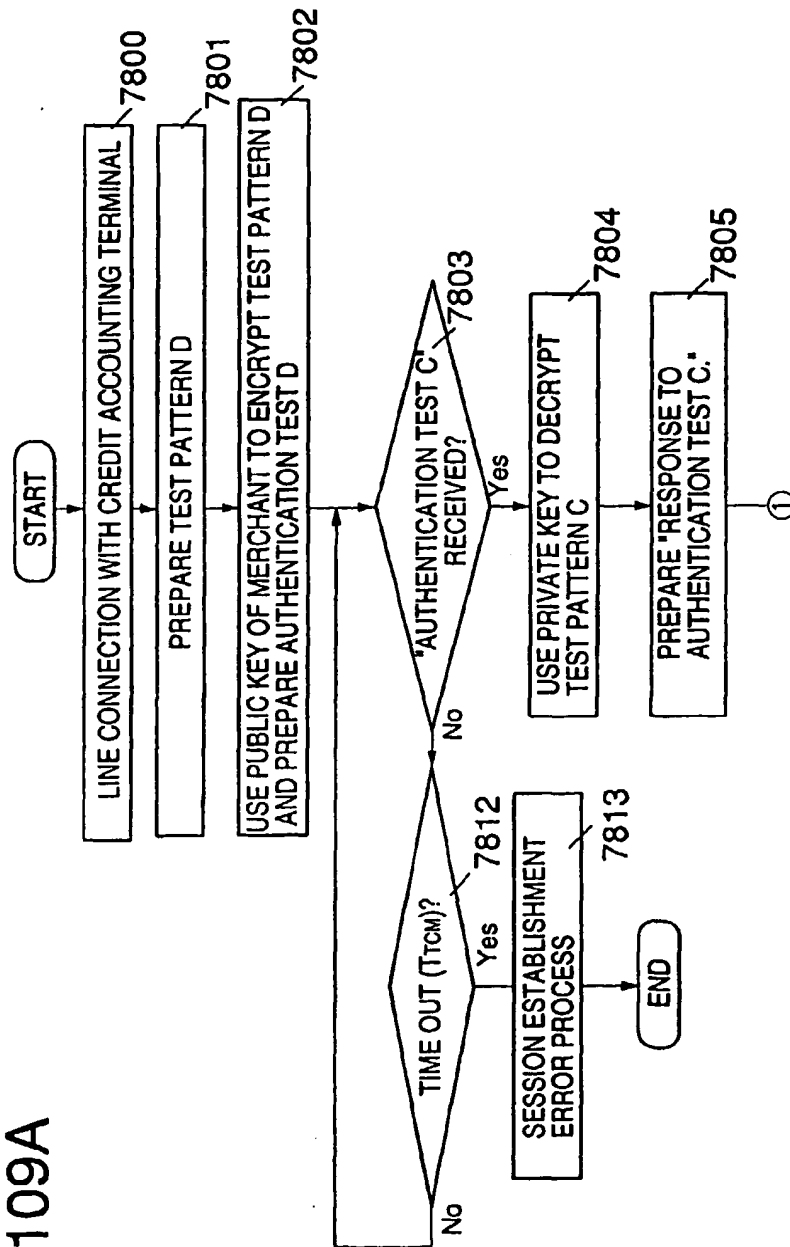 109A
START
LINE CONNECTION WITH CREDIT ACCOUNTING TERMINAL
7800
PREPARE TEST PATTERN D
7801
USE PUBLIC KEY OF MERCHANT TO ENCRYPT TEST PATTERN D
AND PREPARE AUTHENTICATION TEST D
7802
"AUTHENTICATION TEST C"
RECEIVED?
7803
No
Yes
TIME OUT (TTCM)?
7812
No
Yes
SESSION ESTABLISHMENT
ERROR PROCESS
7813
END
USE PRIVATE KEY TO DECRYPT
TEST PATTERN C
7804
PREPARE "RESPONSE TO
AUTHENTICATION TEST C."
7805
①